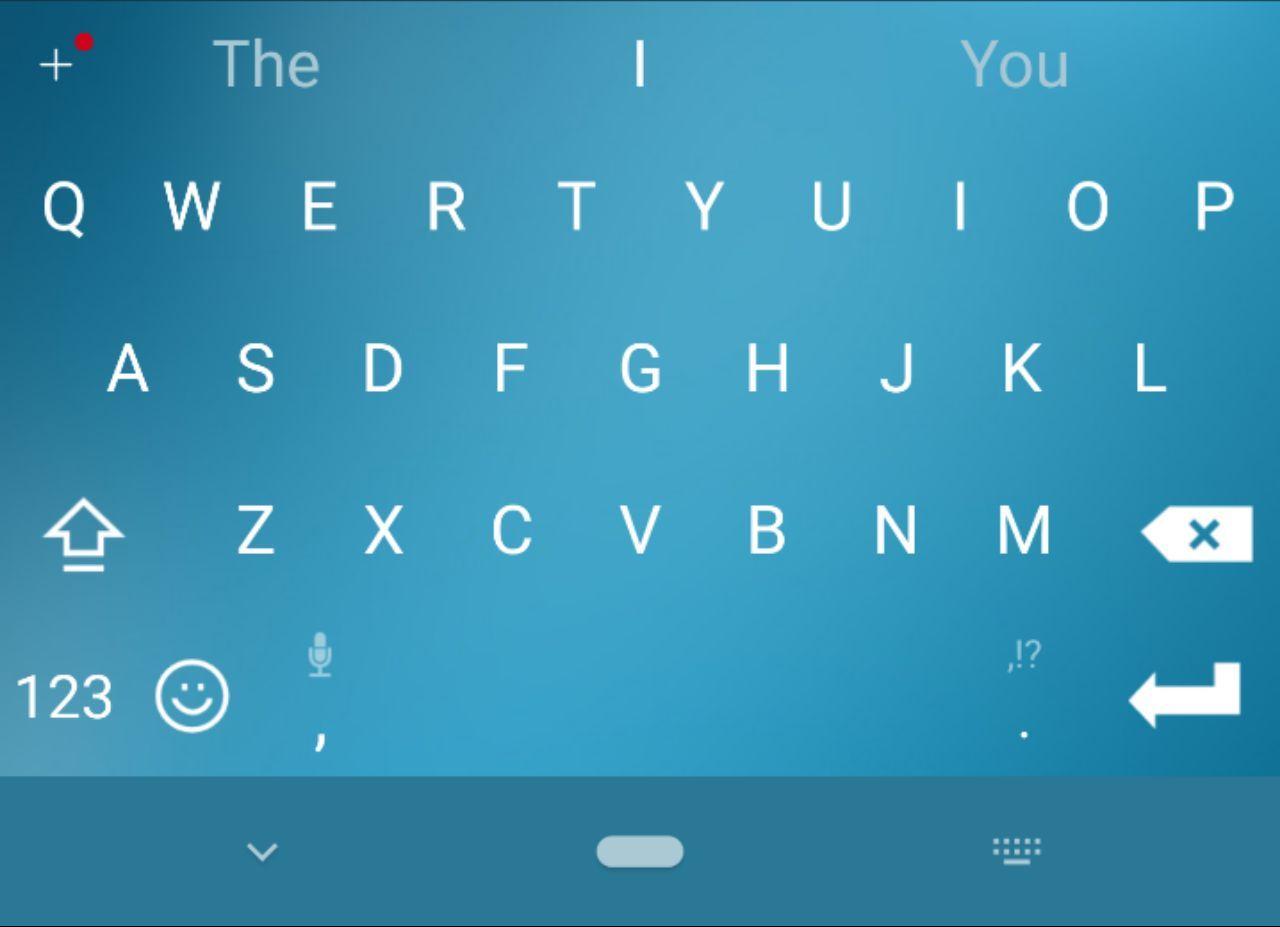 The I You
Q W E R T Y U I O P
A S D F G H J K L
Z X C V B N M
,!?
123 , .